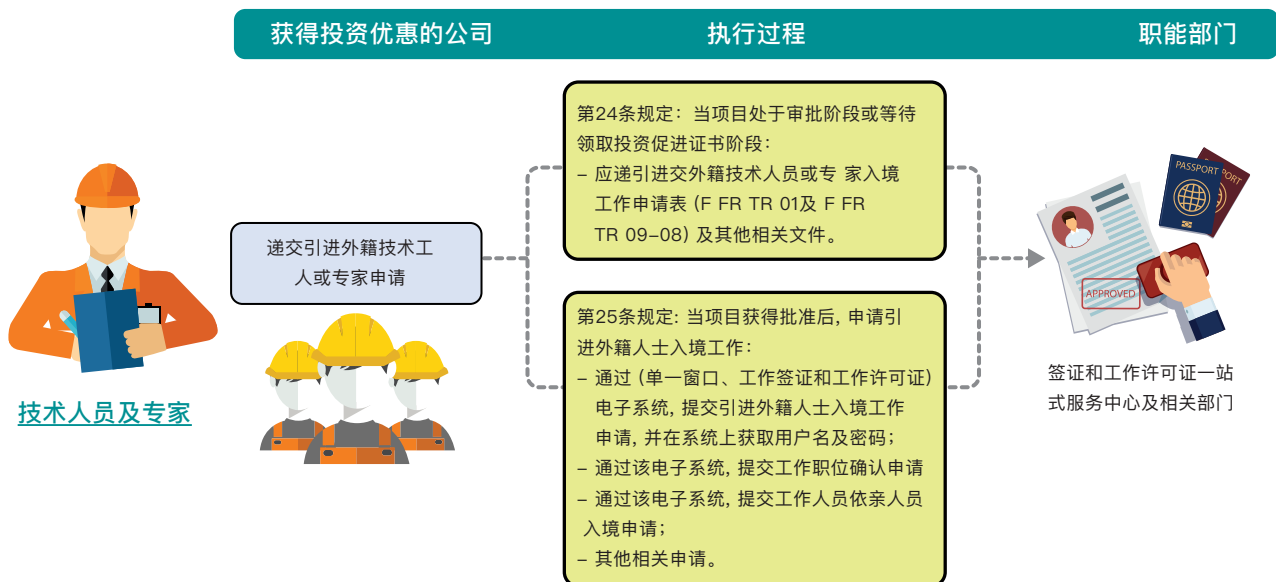 获得投资优惠的公司
执行过程
职能部门
技术人员及专家
递交引进外籍技术工
人或专家申请
第24条规定：当项目处于审批阶段或等待
领取投资促进证书阶段：
– 应递引进交外籍技术人员或专 家入境
工作申请表 (F FR TR 01及 F FR
TR 09–08) 及其他相关文件。
第25条规定: 当项目获得批准后, 申请引
进外籍人士入境工作：
– 通过 (单一窗口、工作签证和工作许可证)
电子系统, 提交引进外籍人士入境工作
申请, 并在系统上获取用户名及密码；
– 通过该电子系统, 提交工作职位确认申请
– 通过该电子系统, 提交工作人员依亲人员
入境申请；
– 其他相关申请。
PASSPORT
PORT
APPROVED
签证和工作许可证一站
式服务中心及相关部门